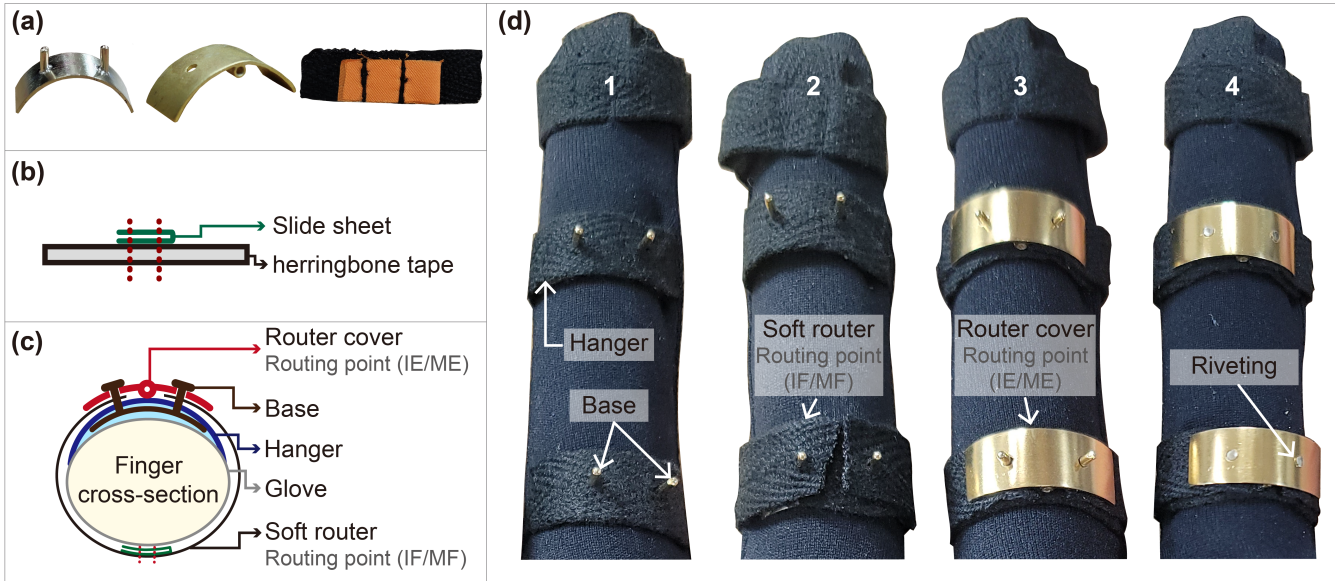 (a)
(b)
Slide sheet
herringbone tape
(c)
Router cover
Routing point (IE/ME)
Base
Hanger
Glove
Finger
cross-section
Soft router
Routing point (IF/MF)
(d)
1
2
3
4
Hanger
Base
Soft router
Routing point
(IF/MF)
Router cover
Routing point
(IE/ME)
Riveting